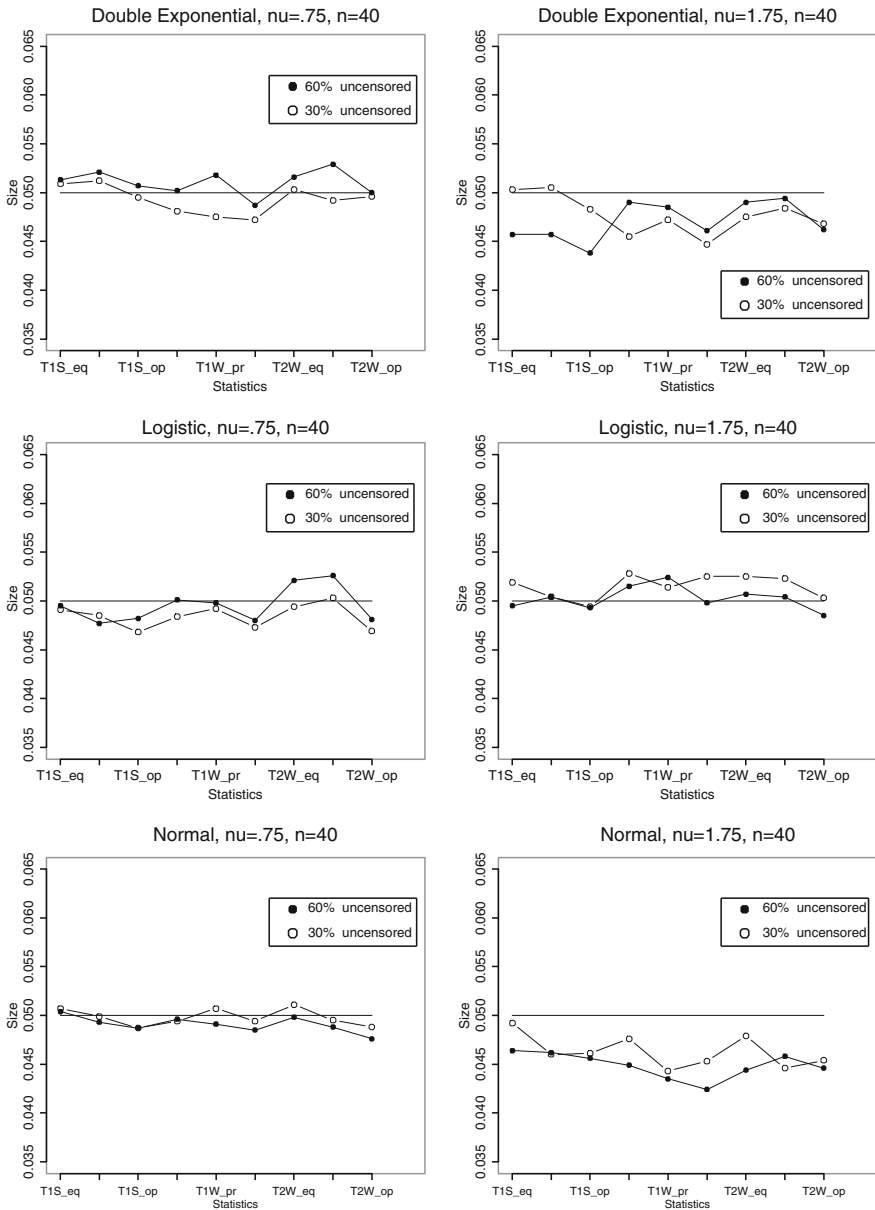 Double Exponential, nu=.75, n=40
0.065
0.060
0.055
0.050
0.045
0.040
0.035
Size
60% uncensored
30% uncensored
T1S_eq T1S_op T1W_pr T2W_eq T2W_op
Statistics
Double Exponential, nu=1.75, n=40
0.065
0.060
0.055
0.050
0.045
0.040
0.035
Size
60% uncensored
30% uncensored
T1S_eq T1S_op T1W_pr T2W_eq T2W_op
Statistics
Logistic, nu=.75, n=40
0.065
0.060
0.055
0.050
0.045
0.040
0.035
Size
60% uncensored
30% uncensored
T1S_eq T1S_op T1W_pr T2W_eq T2W_op
Statistics
Logistic, nu=1.75, n=40
0.065
0.060
0.055
0.050
0.045
0.040
0.035
Size
60% uncensored
30% uncensored
T1S_eq T1S_op T1W_pr T2W_eq T2W_op
Statistics
Normal, nu=.75, n=40
0.065
0.060
0.055
0.050
0.045
0.040
0.035
Size
60% uncensored
30% uncensored
T1S_eq T1S_op T1W_pr T2W_eq T2W_op
Statistics
Normal, nu=1.75, n=40
0.065
0.060
0.055
0.050
0.045
0.040
0.035
Size
60% uncensored
30% uncensored
T1S_eq T1S_op T1W_pr T2W_eq T2W_op
Statistics